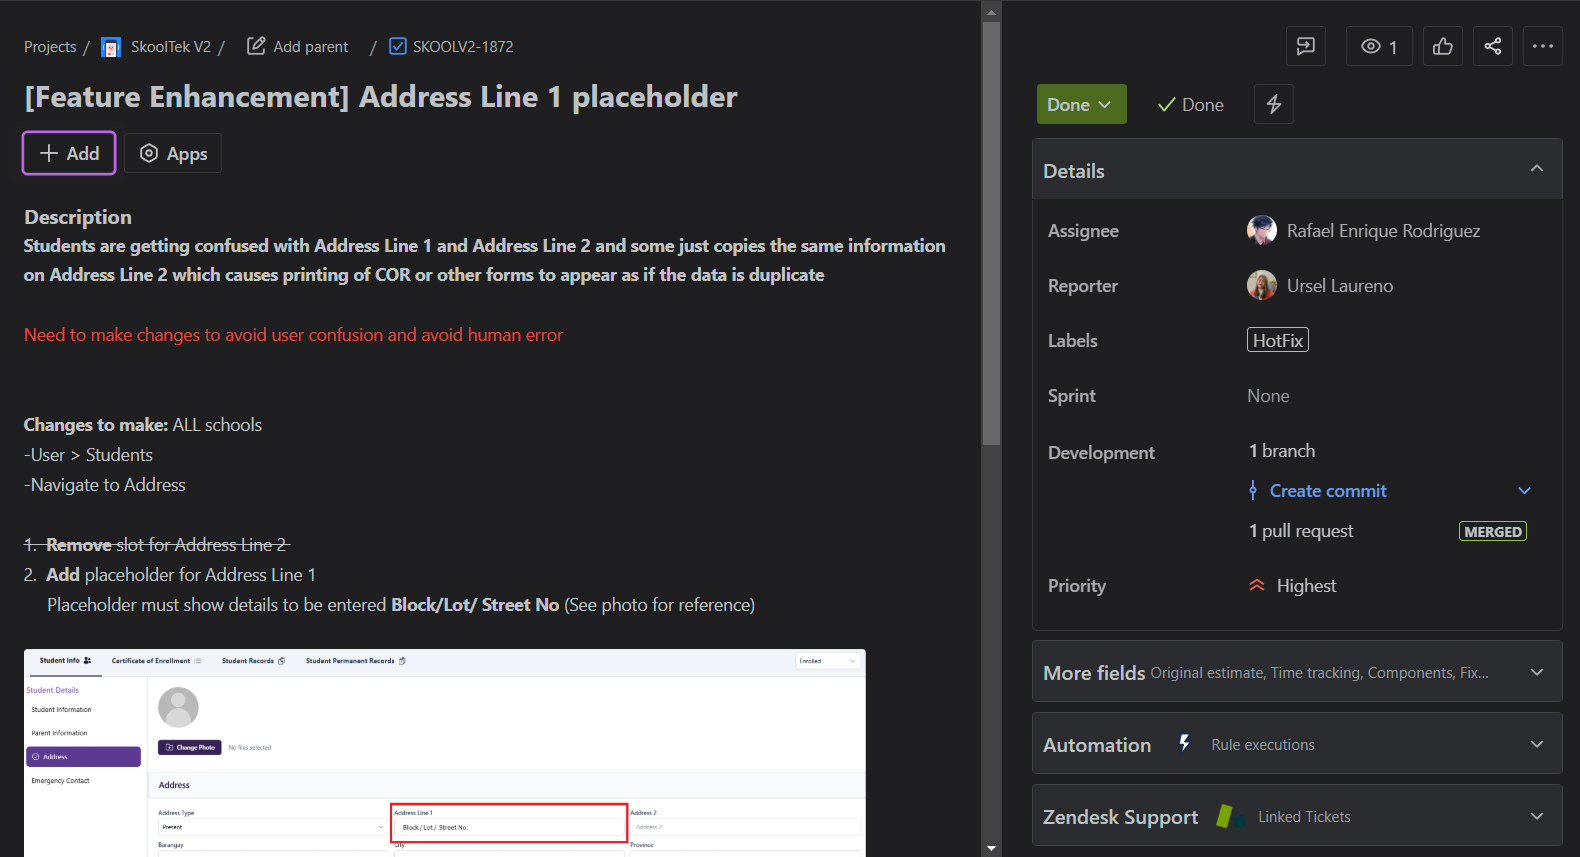 Projects / SkoolTek V2 / Add parent / SKOOLV2-1872
1
[Feature Enhancement] Address Line 1 placeholder
Add Apps
Done Done
Description
Students are getting confused with Address Line 1 and Address Line 2 and some just copies the same information
on Address Line 2 which causes printing of COR or other forms to appear as if the data is duplicate
Need to make changes to avoid user confusion and avoid human error
Changes to make: ALL schools
-User > Students
-Navigate to Address
1. Remove slot for Address Line 2
2. Add placeholder for Address Line 1
Placeholder must show details to be entered Block/Lot/ Street No (See photo for reference)
Student Info Certificate of Enrollment Student Records Student Permanent Records Enrolled
Student Details
Student Information
Parent Information
Address
Emergency Contact
Change Photo No files selected
Address
Address Type Address Line 1 Address 2
Present Block / Lot / Street No. Address 2
Barangay City Province
Details
Assignee Rafael Enrique Rodriguez
Reporter Ursel Laureno
Labels HotFix
Sprint None
Development 1 branch
Create commit
1 pull request MERGED
Priority Highest
More fields Original estimate, Time tracking, Components, Fix...
Automation Rule executions
Zendesk Support Linked Tickets